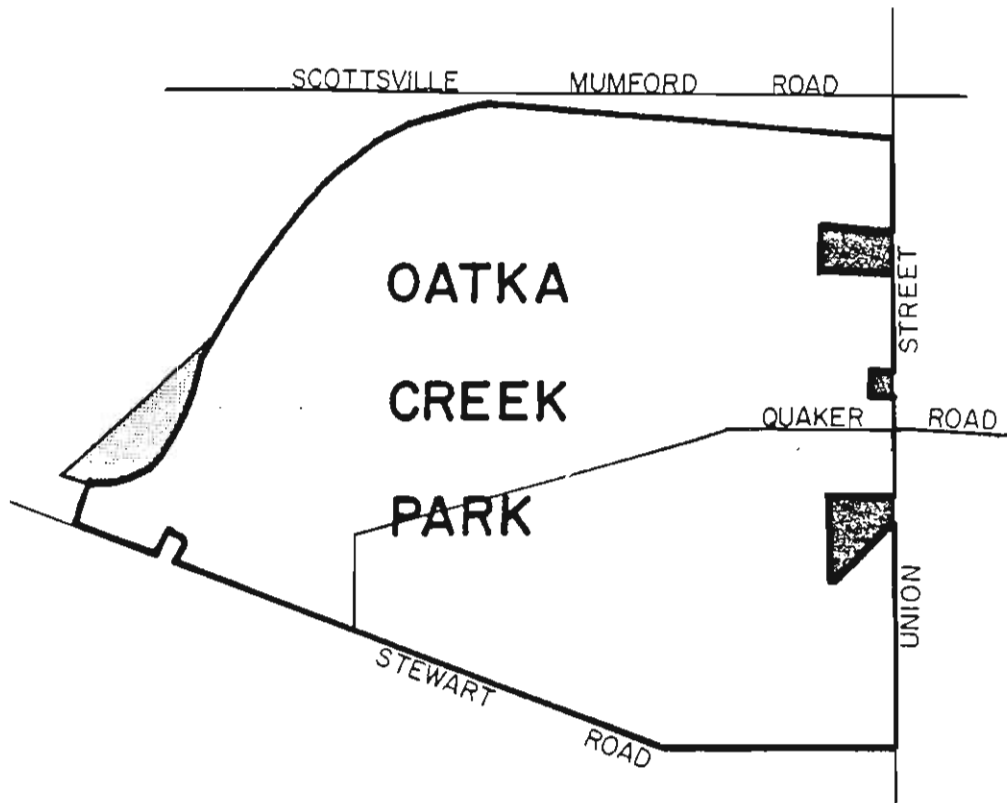 SCOTTSVILLE MUMFORD ROAD
OATKA
CREEK
PARK
UNION STREET
QUAKER ROAD
STEWART ROAD